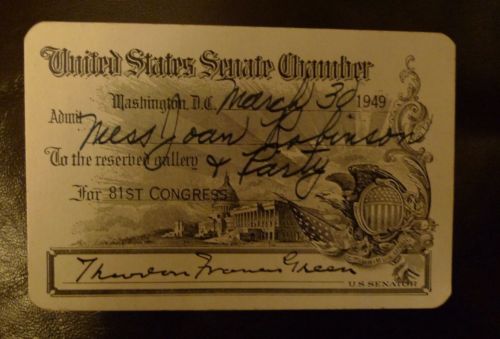 United States Senate Chamber
Washington, D.C. March 30 1949
Admit Miss Joan Robinson
To the reserved gallery & Party
For 81ST CONGRESS
Theodore Francis Green
U.S. SENATOR